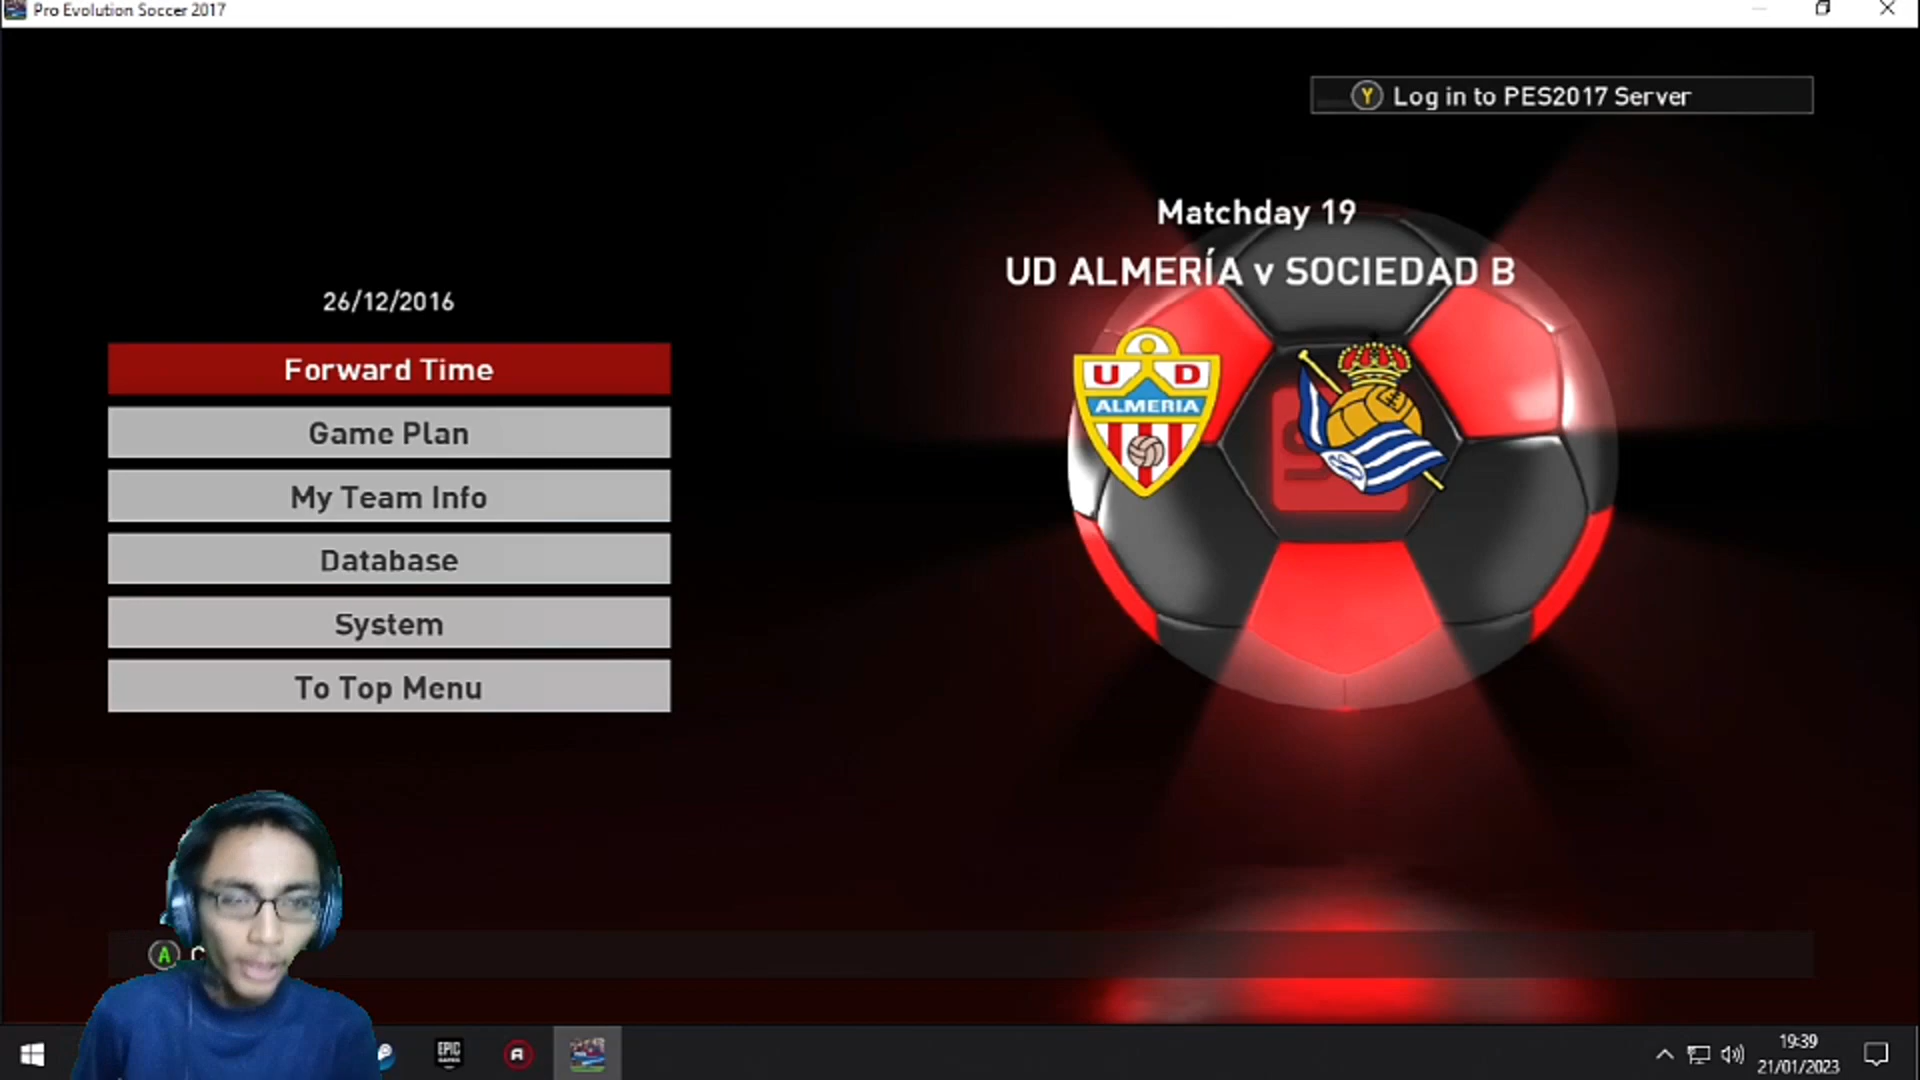 Pro Evolution Soccer 2017
Y Log in to PES2017 Server
Matchday 19
UD ALMERÍA v SOCIEDAD B
U D
ALMERIA
26/12/2016
Forward Time
Game Plan
My Team Info
Database
System
To Top Menu
A
EPIC
GAMES
19:39
21/01/2023